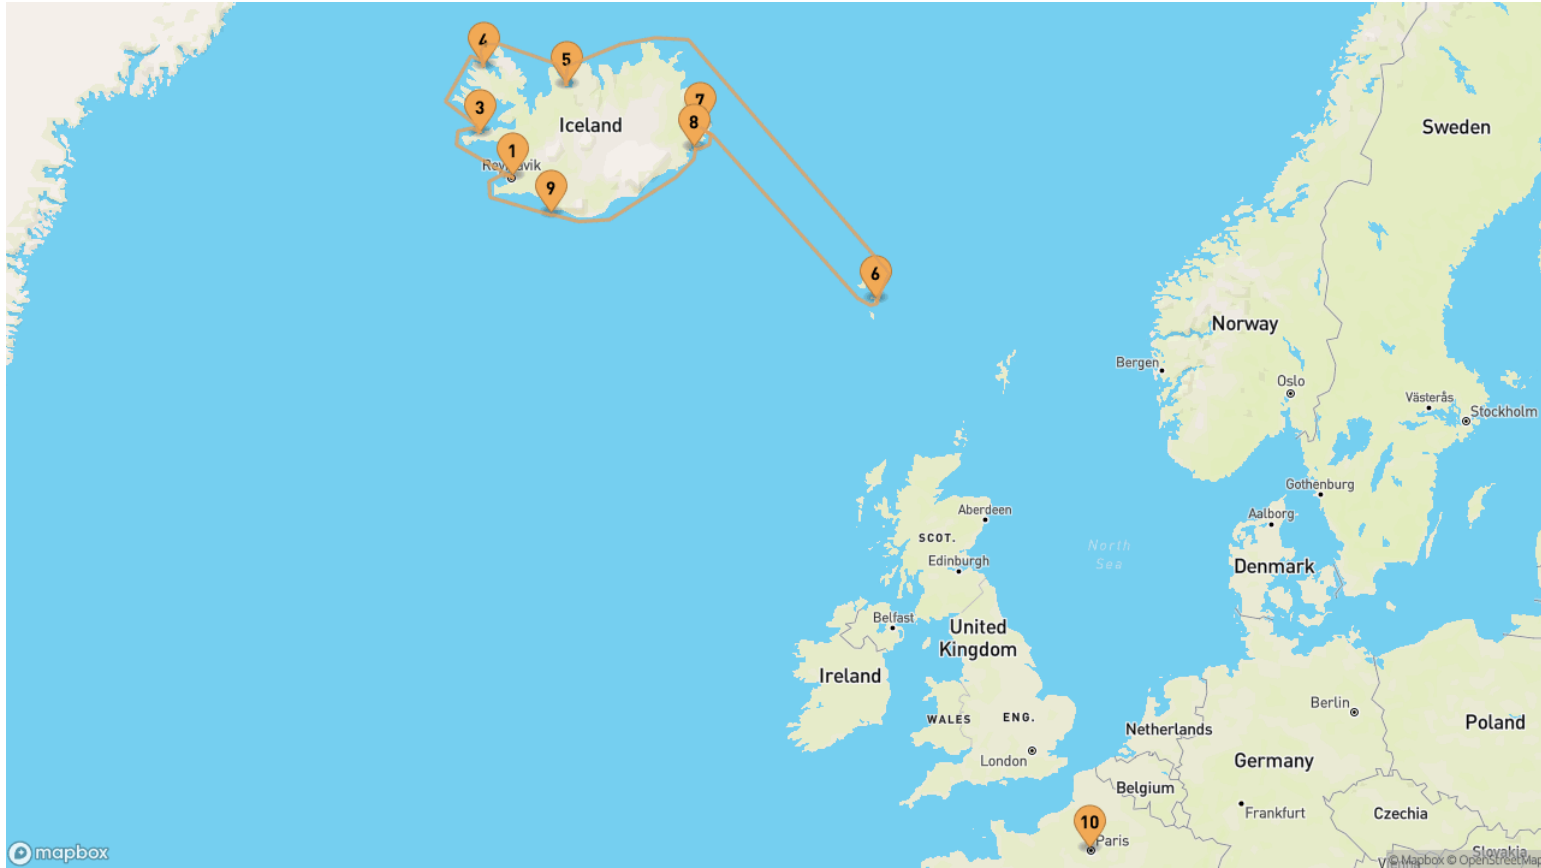 4
5
3
7
8
Iceland
Sweden
1
Reykjavik
9
6
Norway
Bergen
Oslo
Västerås
Stockholm
Gothenburg
Aberdeen
Aalborg
SCOT.
North
Sea
Edinburgh
Denmark
Belfast
United
Kingdom
Ireland
Berlin
WALES
ENG.
Netherlands
Poland
London
Germany
Belgium
Frankfurt
Czechia
10
Paris
mapbox
Slovakia
© Mapbox © OpenStreetMap